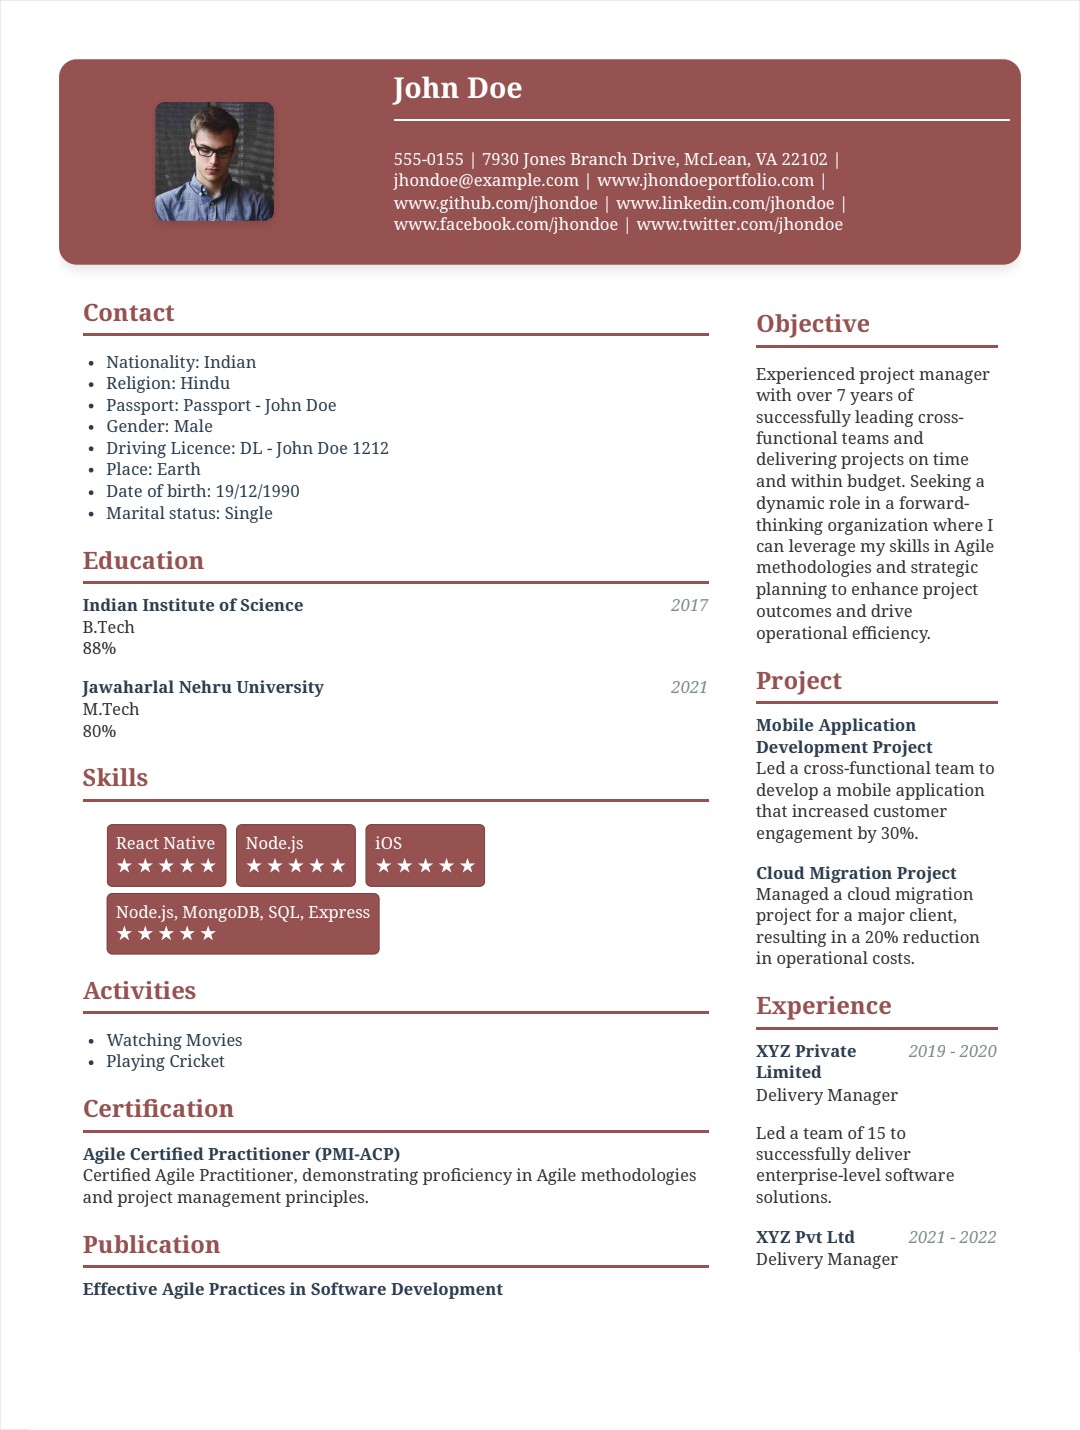 John Doe
555-0155 | 7930 Jones Branch Drive, McLean, VA 22102 |
jhondoe@example.com | www.jhondoeportfolio.com |
www.github.com/jhondoe | www.linkedin.com/jhondoe |
www.facebook.com/jhondoe | www.twitter.com/jhondoe
Contact
• Nationality: Indian
• Religion: Hindu
• Passport: Passport - John Doe
• Gender: Male
• Driving Licence: DL - John Doe 1212
• Place: Earth
• Date of birth: 19/12/1990
• Marital status: Single
Education
Indian Institute of Science 2017
B.Tech
88%
Jawaharlal Nehru University 2021
M.Tech
80%
Skills
React Native
★★★★★
Node.js
★★★★★
iOS
★★★★★
Node.js, MongoDB, SQL, Express
★★★★★
Activities
• Watching Movies
• Playing Cricket
Certification
Agile Certified Practitioner (PMI-ACP)
Certified Agile Practitioner, demonstrating proficiency in Agile methodologies
and project management principles.
Publication
Effective Agile Practices in Software Development
Objective
Experienced project manager
with over 7 years of
successfully leading cross-
functional teams and
delivering projects on time
and within budget. Seeking a
dynamic role in a forward-
thinking organization where I
can leverage my skills in Agile
methodologies and strategic
planning to enhance project
outcomes and drive
operational efficiency.
Project
Mobile Application
Development Project
Led a cross-functional team to
develop a mobile application
that increased customer
engagement by 30%.
Cloud Migration Project
Managed a cloud migration
project for a major client,
resulting in a 20% reduction
in operational costs.
Experience
XYZ Private 2019 - 2020
Limited
Delivery Manager
Led a team of 15 to
successfully deliver
enterprise-level software
solutions.
XYZ Pvt Ltd 2021 - 2022
Delivery Manager